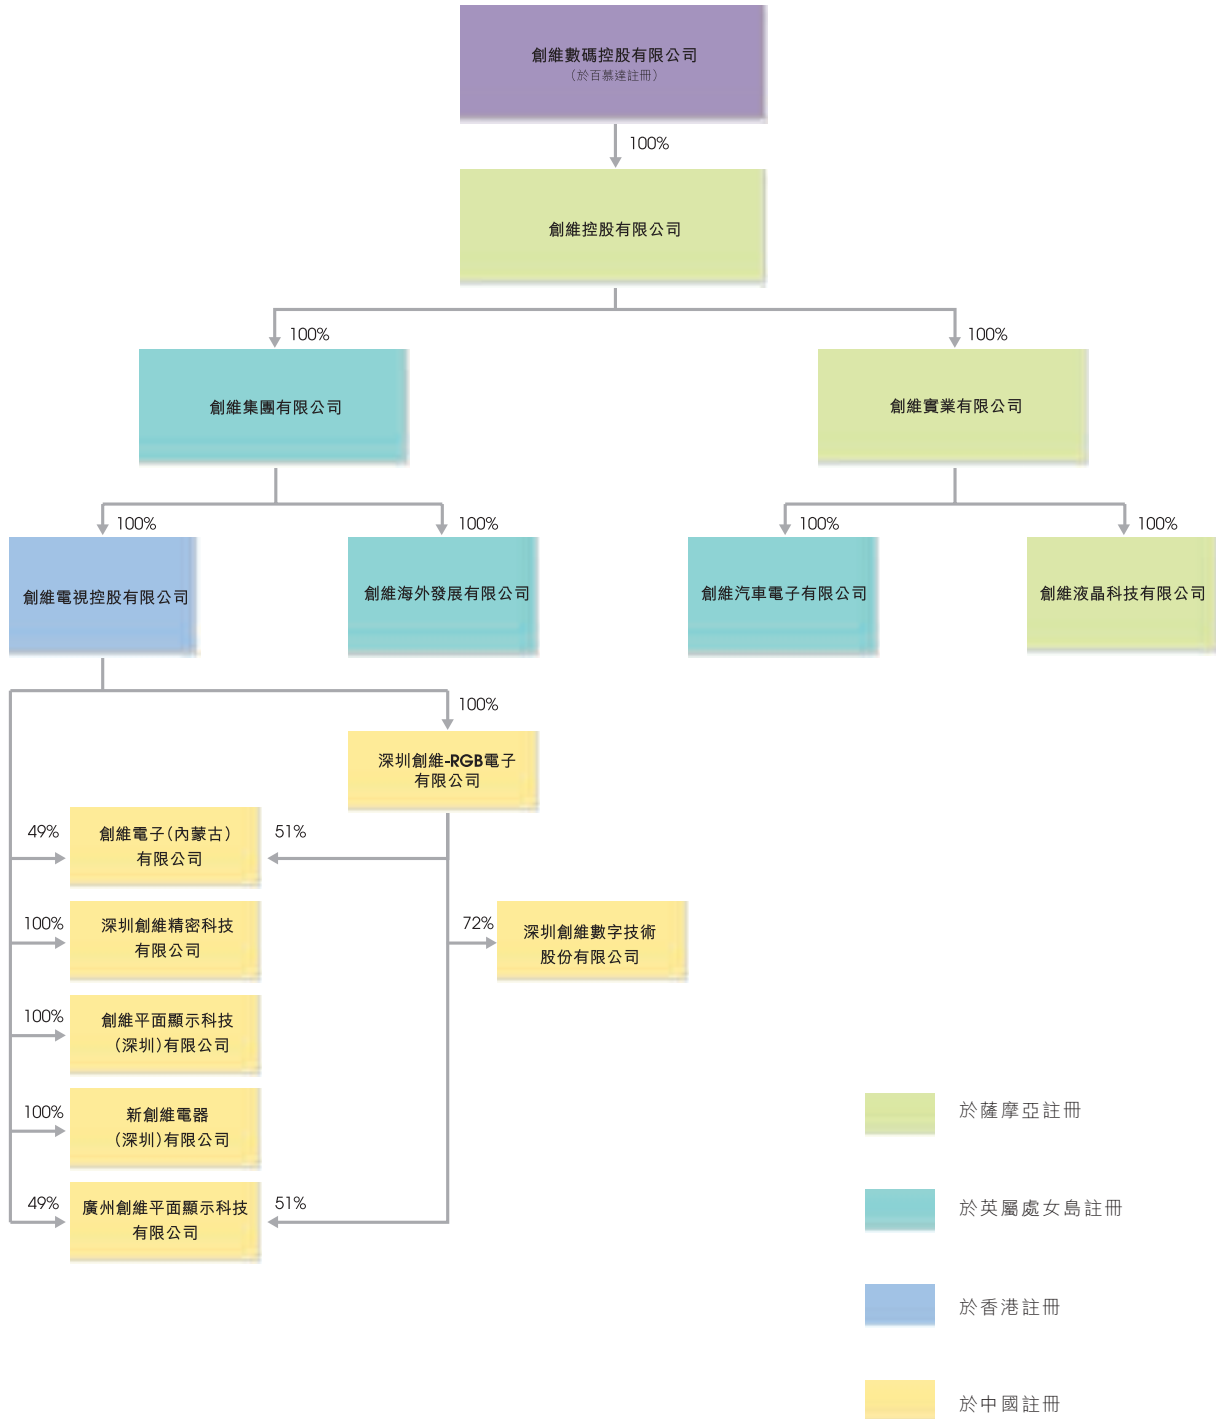 創維數碼控股有限公司
（於百慕達註冊）
100%
創維控股有限公司
100%
100%
創維集團有限公司
創維實業有限公司
100%
100%
100%
100%
創維電視控股有限公司
創維海外發展有限公司
創維汽車電子有限公司
創維液晶科技有限公司
100%
深圳創維-RGB電子
有限公司
49%
創維電子（內蒙古）
有限公司
51%
100%
深圳創維精密科技
有限公司
72%
深圳創維數字技術
股份有限公司
100%
創維平面顯示科技
（深圳）有限公司
100%
新創維電器
（深圳）有限公司
49%
廣州創維平面顯示科技
有限公司
51%
於薩摩亞註冊
於英屬處女島註冊
於香港註冊
於中國註冊